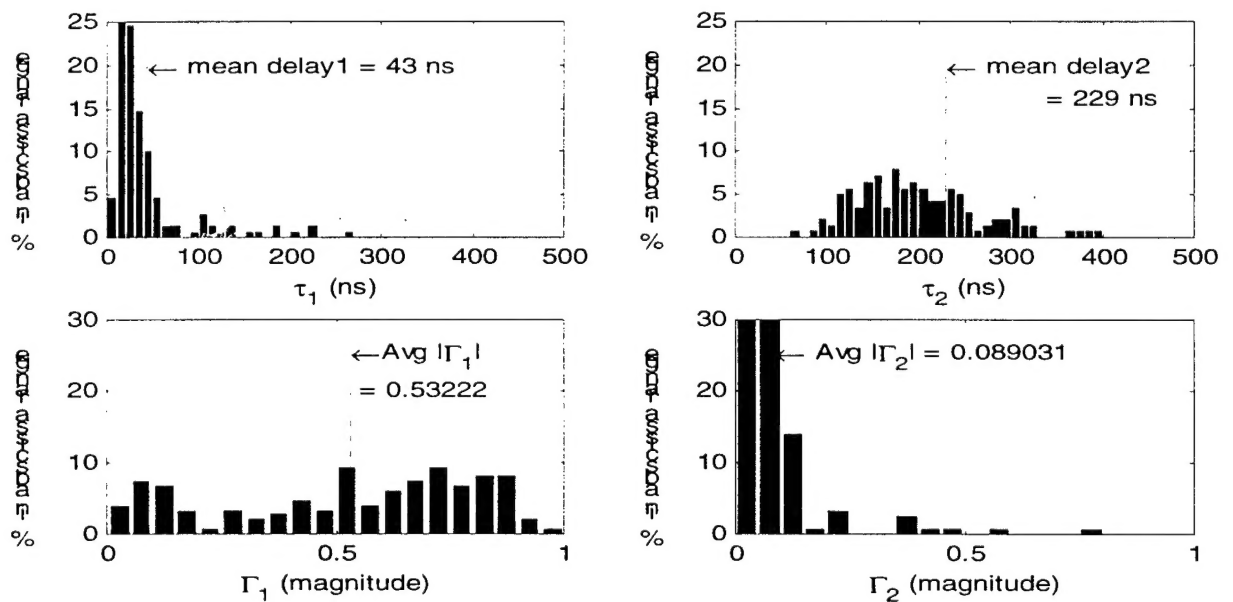 25
20
15
10
5
0
← mean delay1 = 43 ns
0 100 200 300 400 500
τ1 (ns)
25
20
15
10
5
0
← mean delay2
= 229 ns
0 100 200 300 400 500
τ2 (ns)
30
20
10
0
←Avg |Γ1|
= 0.53222
0 0.5 1
Γ1 (magnitude)
30
20
10
0
← Avg |Γ2| = 0.089031
0 0.5 1
Γ2 (magnitude)